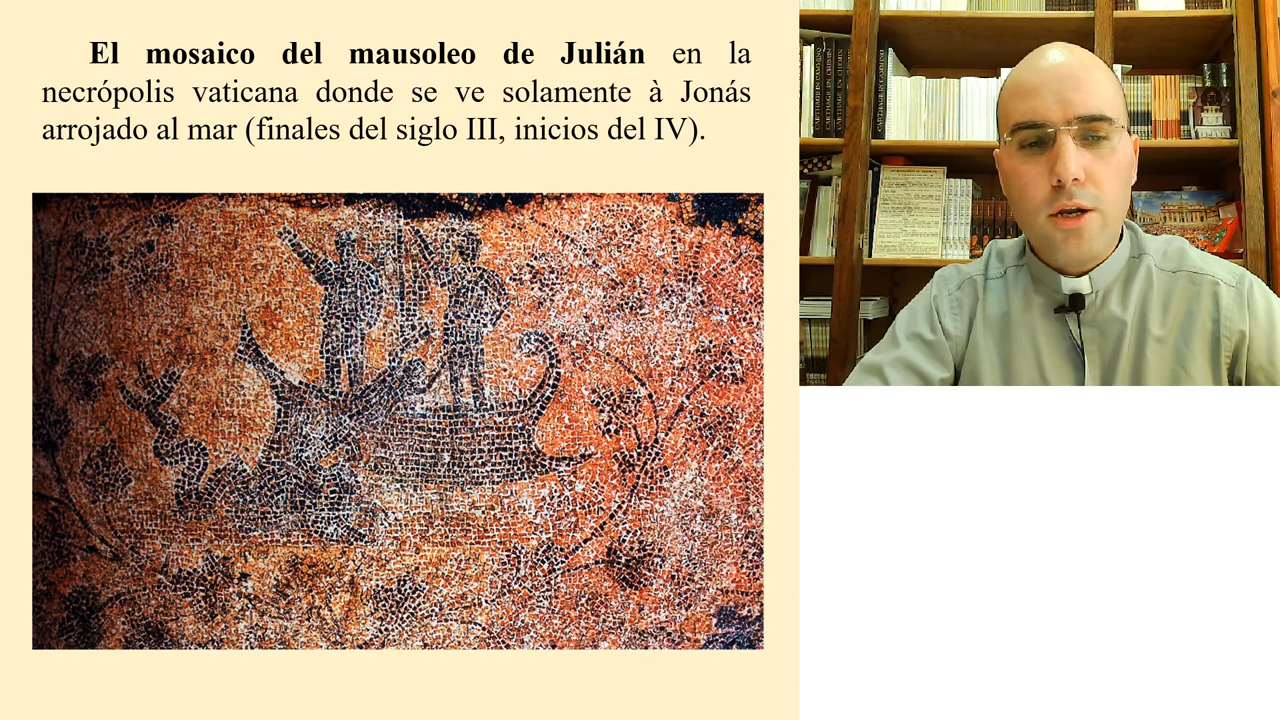 El mosaico del mausoleo de Julián en la
necrópolis vaticana donde se ve solamente à Jonás
arrojado al mar (finales del siglo III, inicios del IV).